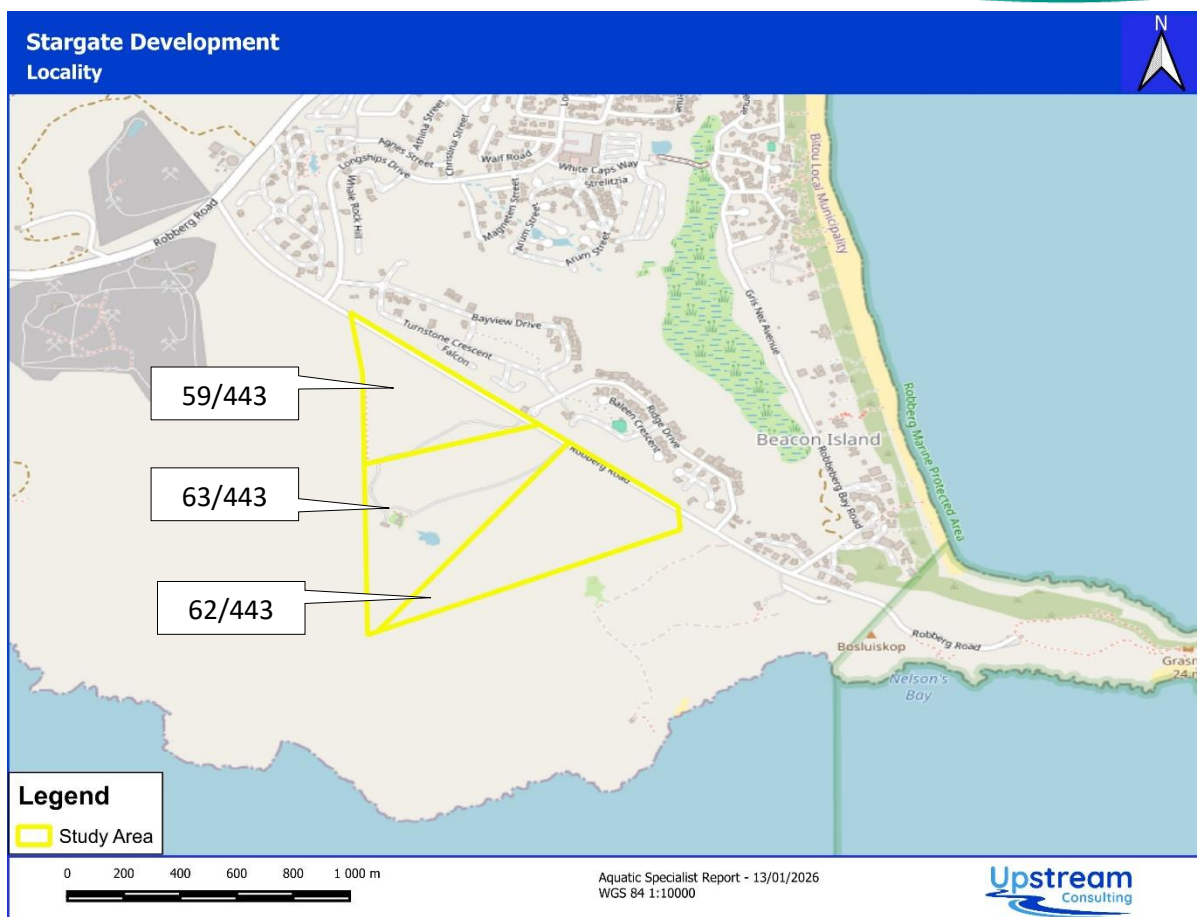 Stargate Development
Locality
N
Athina Street
Agnes Street
Christina Street
Longships Drive
Waif Road
White Caps Way
Strelitzia
Whale Rock Hill
Magneten Street
Arum Street
Arum Street
Robberg Road
Bitou Local Municipality
Bayview Drive
Turnstone Crescent
Falcon
Gris Nez Avenue
59/443
Ridge Drive
Baleen Crescent
Beacon Island
Robberg Marine Protected Area
Robberg Road
Robbeberg Bay Road
63/443
62/443
Robberg Road
Bosluiskop
Nelson's
Bay
24 m
Legend
Study Area
0 200 400 600 800 1 000 m
Aquatic Specialist Report - 13/01/2026
WGS 84 1:10000
Upstream
Consulting